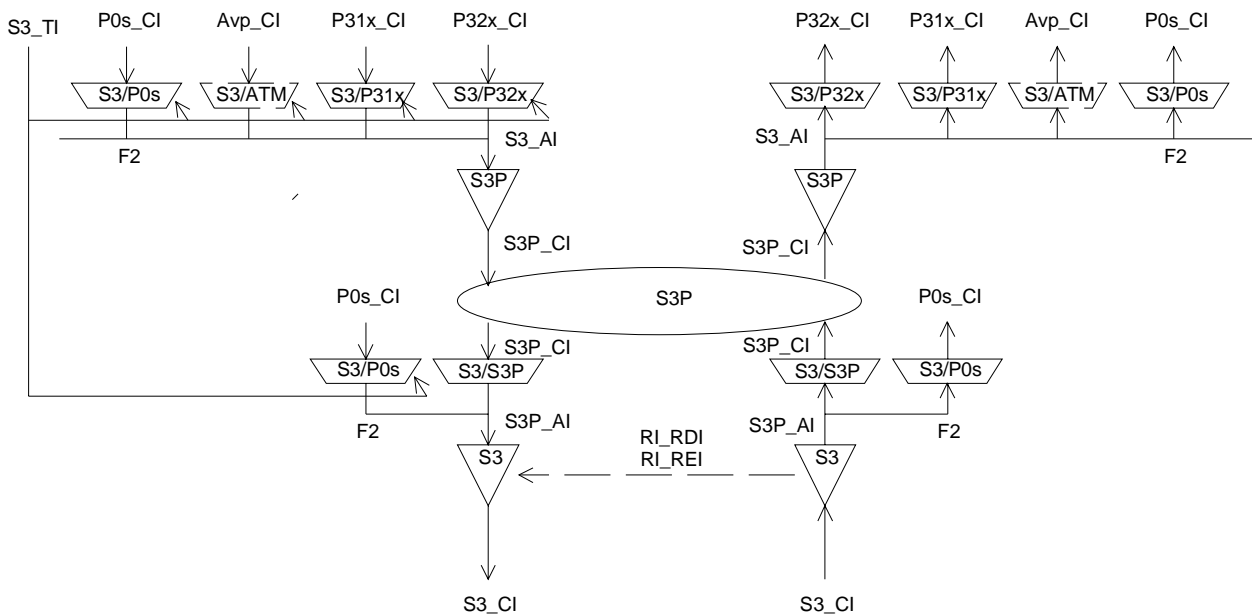 S3_TI P0s_CI Avp_CI P31x_CI P32x_CI P32x_CI P31x_CI Avp_CI P0s_CI
S3/P0s S3/ATM S3/P31x S3/P32x S3/P32x S3/P31x S3/ATM S3/P0s
F2 S3_AI S3_AI F2
S3P S3P
S3P_CI S3P_CI
P0s_CI S3P P0s_CI
S3P_CI S3P_CI
S3/P0s S3/S3P S3/S3P S3/P0s
F2 S3P_AI S3P_AI F2
RI_RDI
S3 RI_REI S3
S3_CI S3_CI